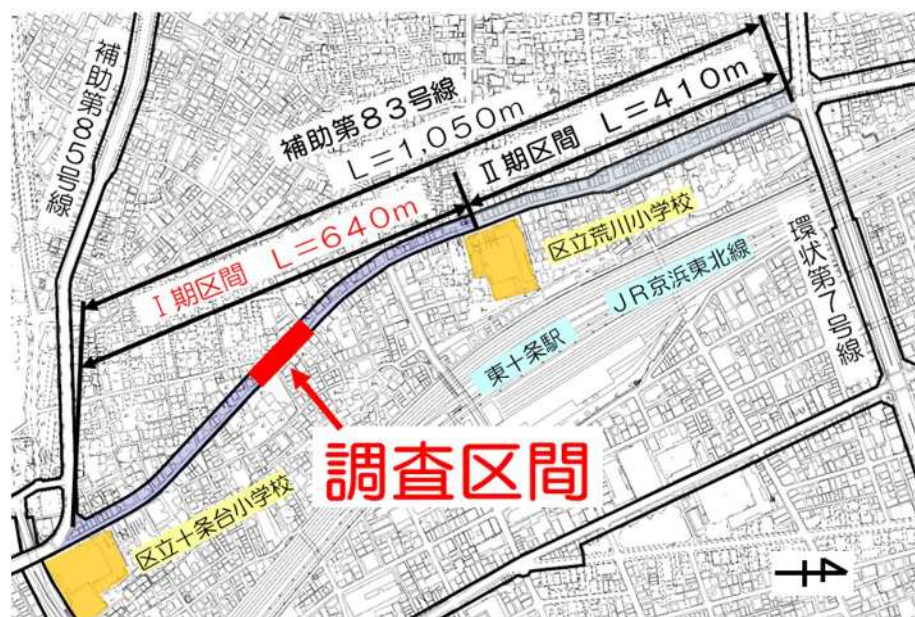 補助第85号線
補助第83号線
L=1,050m
Ⅱ期区間 L=410m
Ⅰ期区間 L=640m
区立荒川小学校
JR京浜東北線
環状第7号線
東十条駅
調査区間
区立十条台小学校